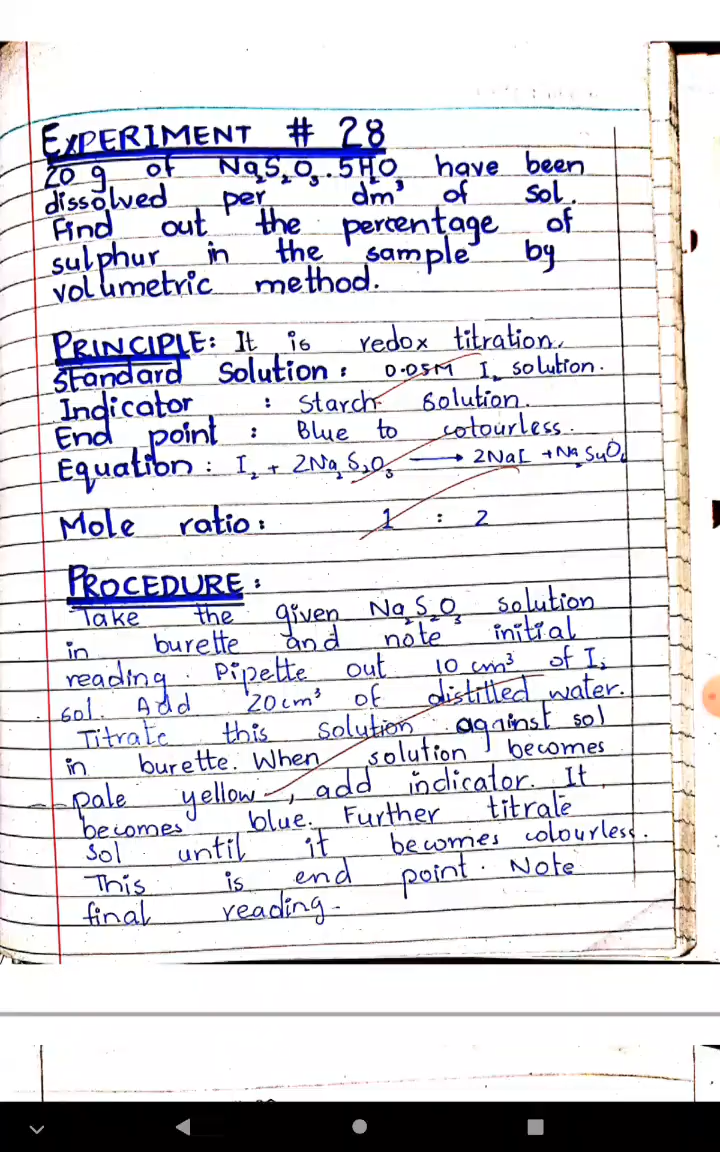 EXPERIMENT # 28
20 g of Na₂S₂O₃.5H₂O have been
dissolved per dm³ of sol.
Find out the percentage of
sulphur in the sample by
volumetric method.
PRINCIPLE: It is redox titration.
Standard Solution: 0.05M I₂ solution.
Indicator : Starch Solution.
End point : Blue to colourless.
Equation: I₂ + 2Na₂S₂O₃ → 2NaI + Na₂S₄O₆
Mole ratio: 1 : 2
PROCEDURE:
Take the given Na₂S₂O₃ solution
in burette and note initial
reading. Pipette out 10 cm³ of I₂
sol. Add 20cm³ of distilled water.
Titrate this solution against sol
in burette. When solution becomes
pale yellow, add indicator. It
becomes blue. Further titrate
sol until it becomes colourless.
This is end point. Note
final reading.